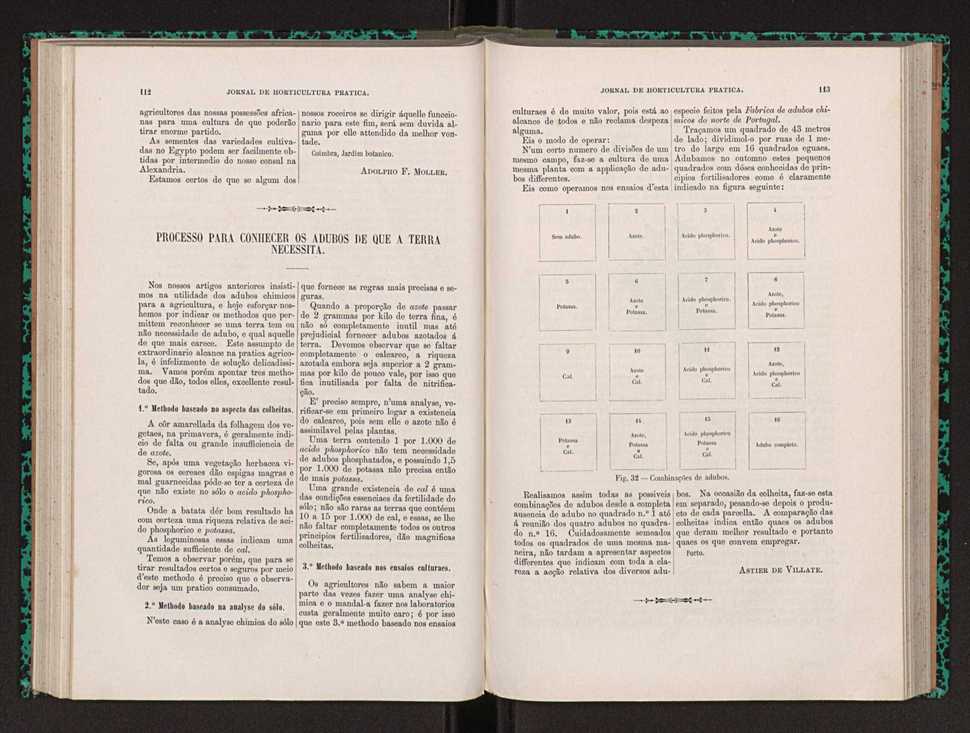 112 JORNAL DE HORTICULTURA PRATICA.
agricultores das nossas possessões africa-
nas para uma cultura de que poderão
tirar enorme partido.
As sementes das variedades cultiva-
das no Egypto podem ser facilmente ob-
tidas por intermedio do nosso consul na
Alexandria.
Estamos certos de que se algum dos
nossos roceiros se dirigir áquelle funccio-
nario para este fim, será sem duvida al-
guma por elle attendido da melhor von-
tade.
Coimbra, Jardim botanico.
ADOLPHO F. MOLLER.
PROCESSO PARA CONHECER OS ADUBOS DE QUE A TERRA
NECESSITA.
Nos nossos artigos anteriores insisti-
mos na utilidade dos adubos chimicos
para a agricultura, e hoje esforçar-nos-
hemos por indicar os methodos que per-
mittem reconhecer se uma terra tem ou
não necessidade de adubo, e qual aquelle
de que mais carece. Este assumpto de
extraordinario alcance na pratica agrico-
la, é infelizmente de solução delicadissi-
ma. Vamos porém apontar tres metho-
dos que dão, todos elles, excellente resul-
tado.
1.º Methodo baseado no aspecto das colheitas.
A côr amarellada da folhagem dos ve-
getaes, na primavera, é geralmente indi-
cio de falta ou grande insufficiencia de
de azote.
Se, após uma vegetação herbacea vi-
gorosa os cereaes dão espigas magras e
mal guarnecidas póde-se ter a certeza de
que não existe no sólo o acido phospho-
rico.
Onde a batata dér bom resultado ha
com certeza uma riqueza relativa de aci-
do phosphorico e potassa.
As leguminosas essas indicam uma
quantidade sufficiente de cal.
Temos a observar porém, que para se
tirar resultados certos e seguros por meio
d'este methodo é preciso que o observa-
dor seja um pratico consumado.
2.º Methodo baseado na analyse do sólo.
N'este caso é a analyse chimica do sólo
que fornece as regras mais precisas e se-
guras.
Quando a proporção de azote passar
de 2 grammas por kilo de terra fina, é
não só completamente inutil mas até
prejudicial fornecer adubos azotados á
terra. Devemos observar que se faltar
completamente o calcareo, a riqueza
azotada embora seja superior a 2 gram-
mas por kilo de pouco vale, por isso que
fica inutilisada por falta de nitrifica-
ção.
E' preciso sempre, n'uma analyse, ve-
rificar-se em primeiro logar a existencia
do calcareo, pois sem elle o azote não é
assimilavel pelas plantas.
Uma terra contendo 1 por 1.000 de
acido phosphorico não tem necessidade
de adubos phosphatados, e possuindo 1,5
por 1.000 de potassa não precisa então
de mais potassa.
Uma grande existencia de cal é uma
das condições essenciaes da fertilidade do
sólo; não são raras as terras que contéem
10 a 15 por 1.000 de cal, e essas, se lhe
não faltar completamente todos os outros
principios fertilisadores, dão magnificas
colheitas.
3.º Methodo baseado nos ensaios culturaes.
Os agricultores não sabem a maior
parte das vezes fazer uma analyse chi-
mica e o mandal-a fazer nos laboratorios
custa geralmente muito caro; é por isso
que este 3.º methodo baseado nos ensaios
JORNAL DE HORTICULTURA PRATICA. 113
culturaes é de muito valor, pois está ao
alcance de todos e não reclama despeza
alguma.
Eis o modo de operar:
N'um certo numero de divisões de um
mesmo campo, faz-se a cultura de uma
mesma planta com a applicação de adu-
bos differentes.
Eis como operamos nos ensaios d'esta
especie feitos pela Fabrica de adubos chi-
micos do norte de Portugal.
Traçamos um quadrado de 43 metros
de lado; dividimol-o por ruas de 1 me-
tro de largo em 16 quadrados eguaes.
Adubamos no outomno estes pequenos
quadrados com dóses conhecidas de prin-
cipios fortilisadores como é claramente
indicado na figura seguinte:
1
Sem adubo.
2
Azote.
3
Acido phosphorico.
4
Azote
e
Acido phosphorico.
5
Potassa.
6
Azote
e
Potassa.
7
Acido phosphorico
e
Potassa.
8
Azote,
Acido phosphorico
e
Potassa.
9
Cal.
10
Azote
e
Cal.
11
Acido phosphorico
e
Cal.
12
Azote,
Acido phosphorico
e
Cal.
13
Potassa
e
Cal.
14
Azote,
Potassa
e
Cal.
15
Acido phosphorico
Potassa
e
Cal.
16
Adubo completo.
Fig. 32 — Combinações de adubos.
Realisamos assim todas as possiveis
combinações de adubos desde a completa
ausencia de adubo no quadrado n.º 1 até
á reunião dos quatro adubos no quadra-
do n.º 16. Cuidadosamente semeados
todos os quadrados de uma mesma ma-
neira, não tardam a apresentar aspectos
differentes que indicam com toda a cla-
reza a acção relativa dos diversos adu-
bos. Na occasião da colheita, faz-se esta
em separado, pesando-se depois o produ-
cto de cada parcella. A comparação das
colheitas indica então quaes os adubos
que deram melhor resultado e portanto
quaes os que convem empregar.
Porto.
ASTIER DE VILLATE.